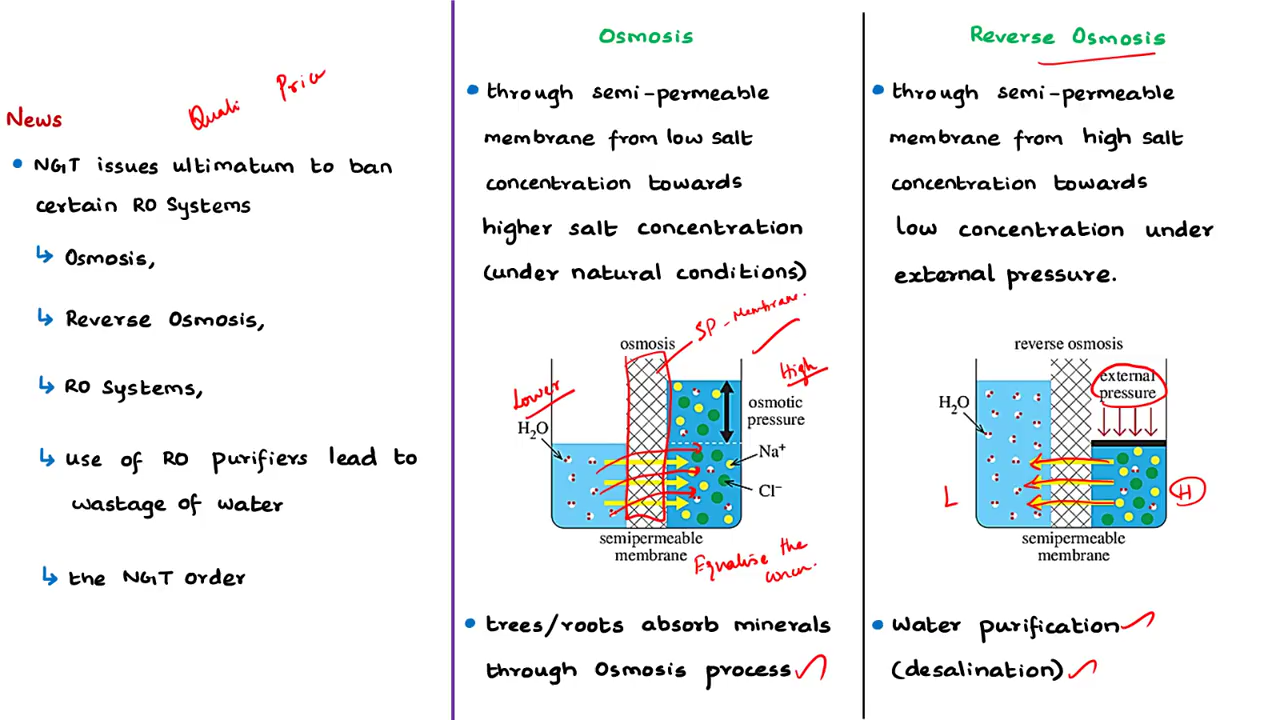 News
Quali Price
• NGT issues ultimatum to ban
certain RO Systems
↳ Osmosis,
↳ Reverse Osmosis,
↳ RO Systems,
↳ use of RO purifiers lead to
wastage of water
↳ the NGT order
Osmosis
• through semi-permeable
membrane from low salt
concentration towards
higher salt concentration
(under natural conditions)
SP-Membrane.
osmosis
Lower
High
H₂O
osmotic
pressure
Na⁺
Cl⁻
semipermeable
membrane
Equalise the
concn.
• trees/roots absorb minerals
through Osmosis process
Reverse Osmosis
• through semi-permeable
membrane from high salt
concentration towards
low concentration under
external pressure.
reverse osmosis
external
pressure
H₂O
L
H
semipermeable
membrane
• Water purification
(desalination)